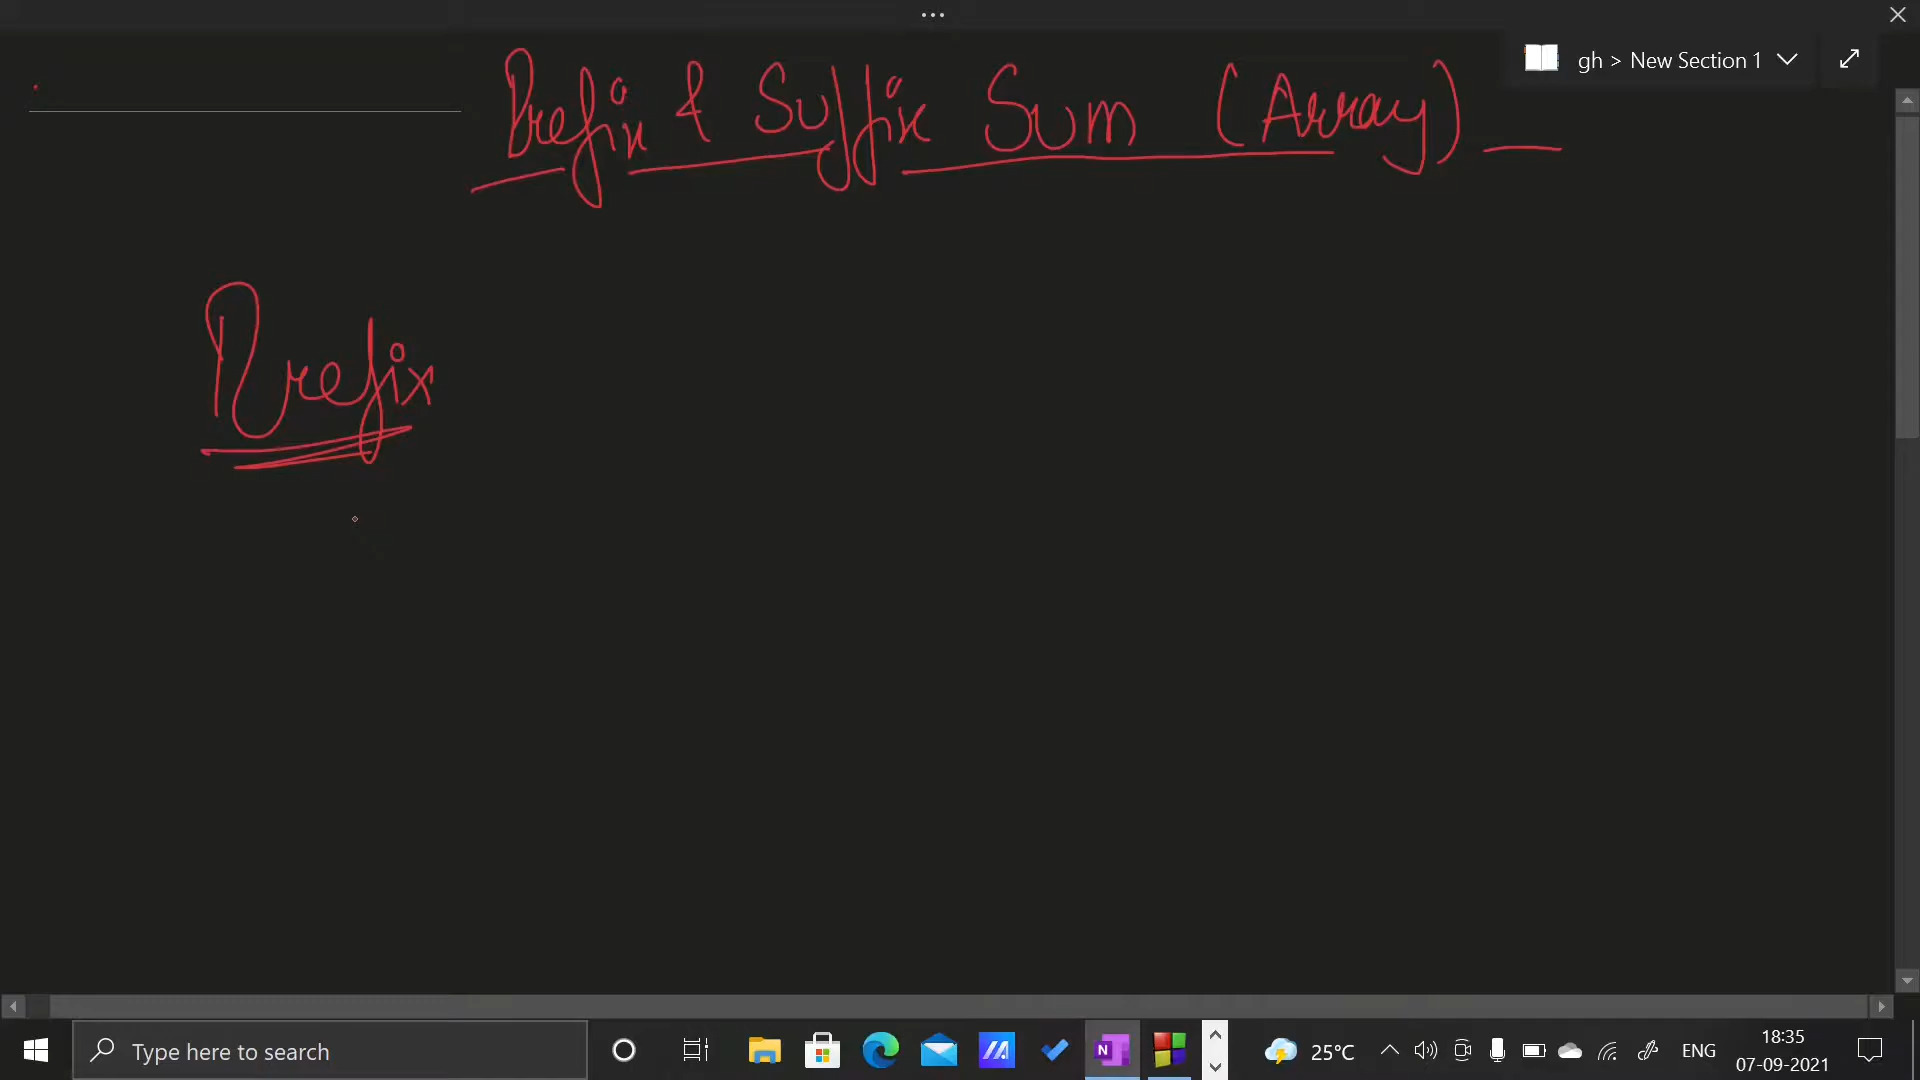 ...
gh > New Section 1
Prefix & Suffix Sum (Array)
Prefix
Type here to search
N
25°C
ENG
18:35
07-09-2021